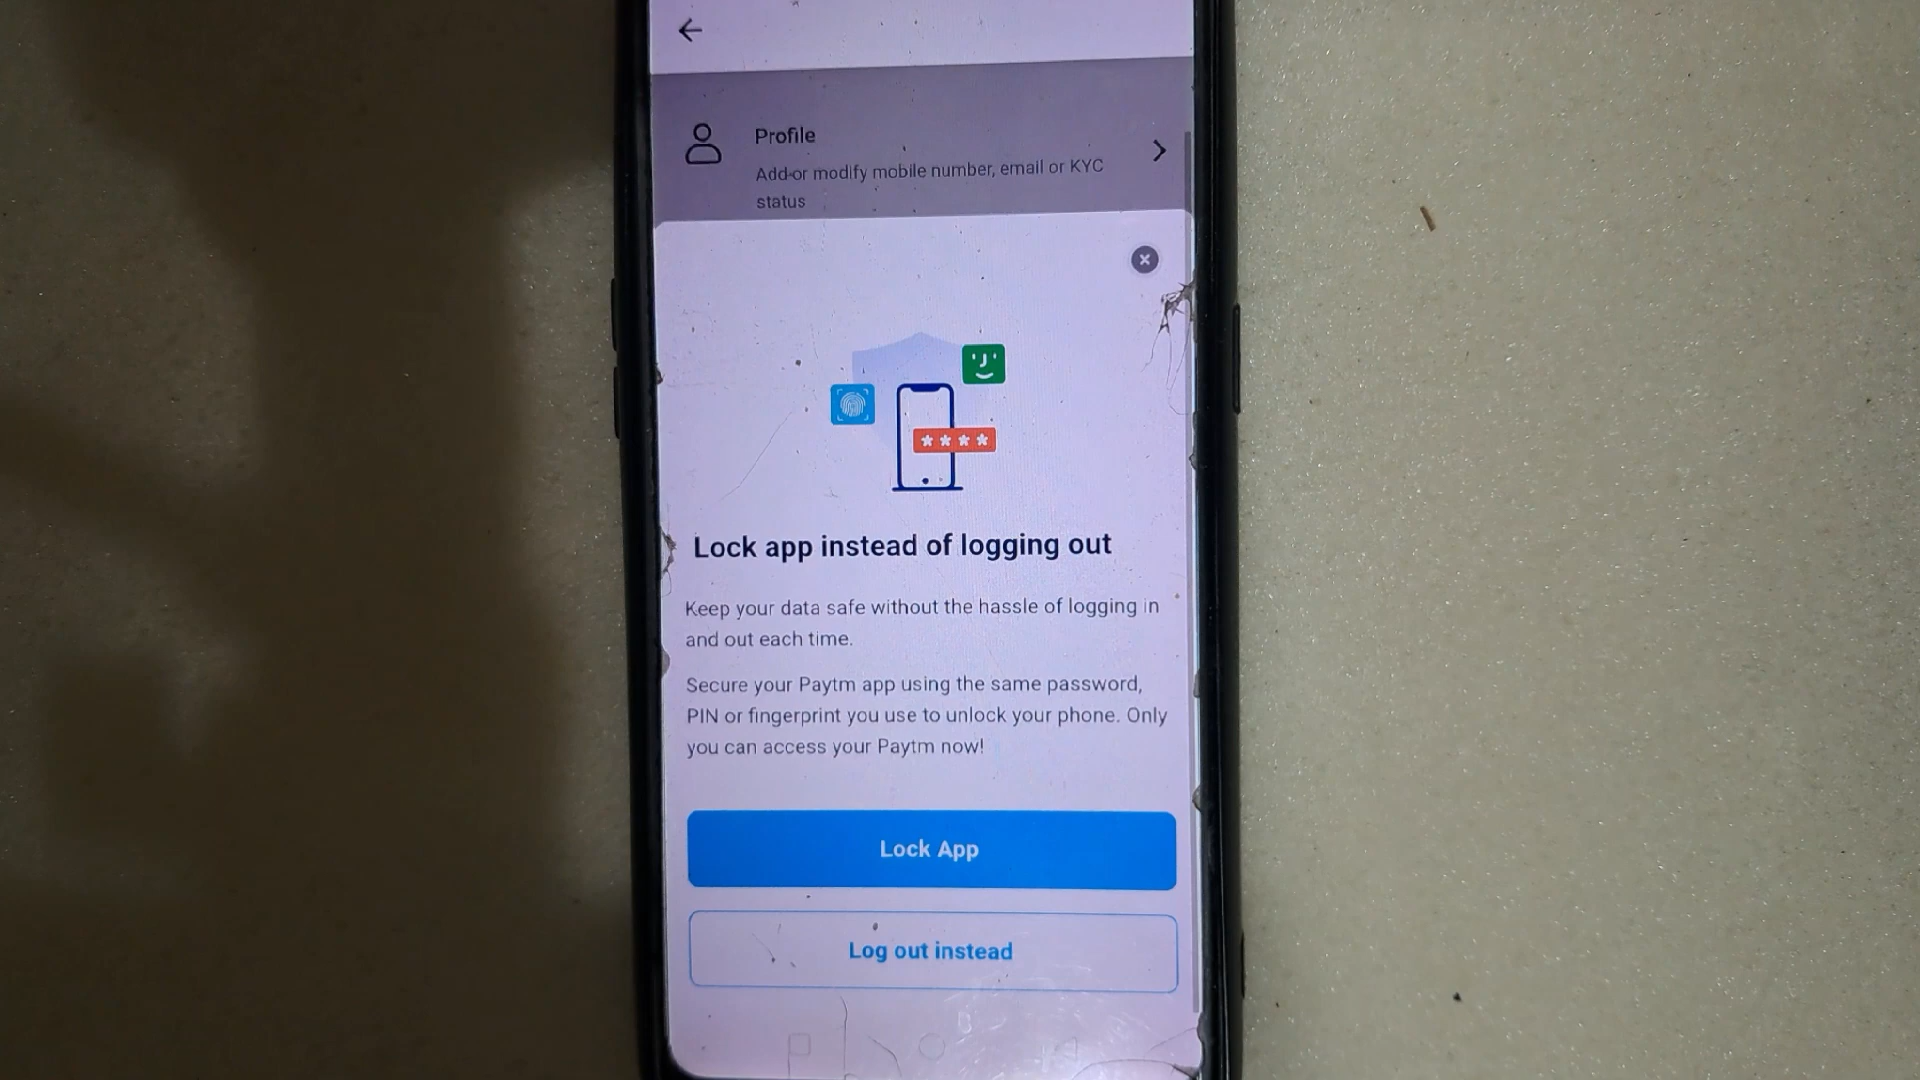 Profile
Add or modify mobile number, email or KYC
status
* * * *
Lock app instead of logging out
Keep your data safe without the hassle of logging in
and out each time.
Secure your Paytm app using the same password,
PIN or fingerprint you use to unlock your phone. Only
you can access your Paytm now!
Lock App
Log out instead